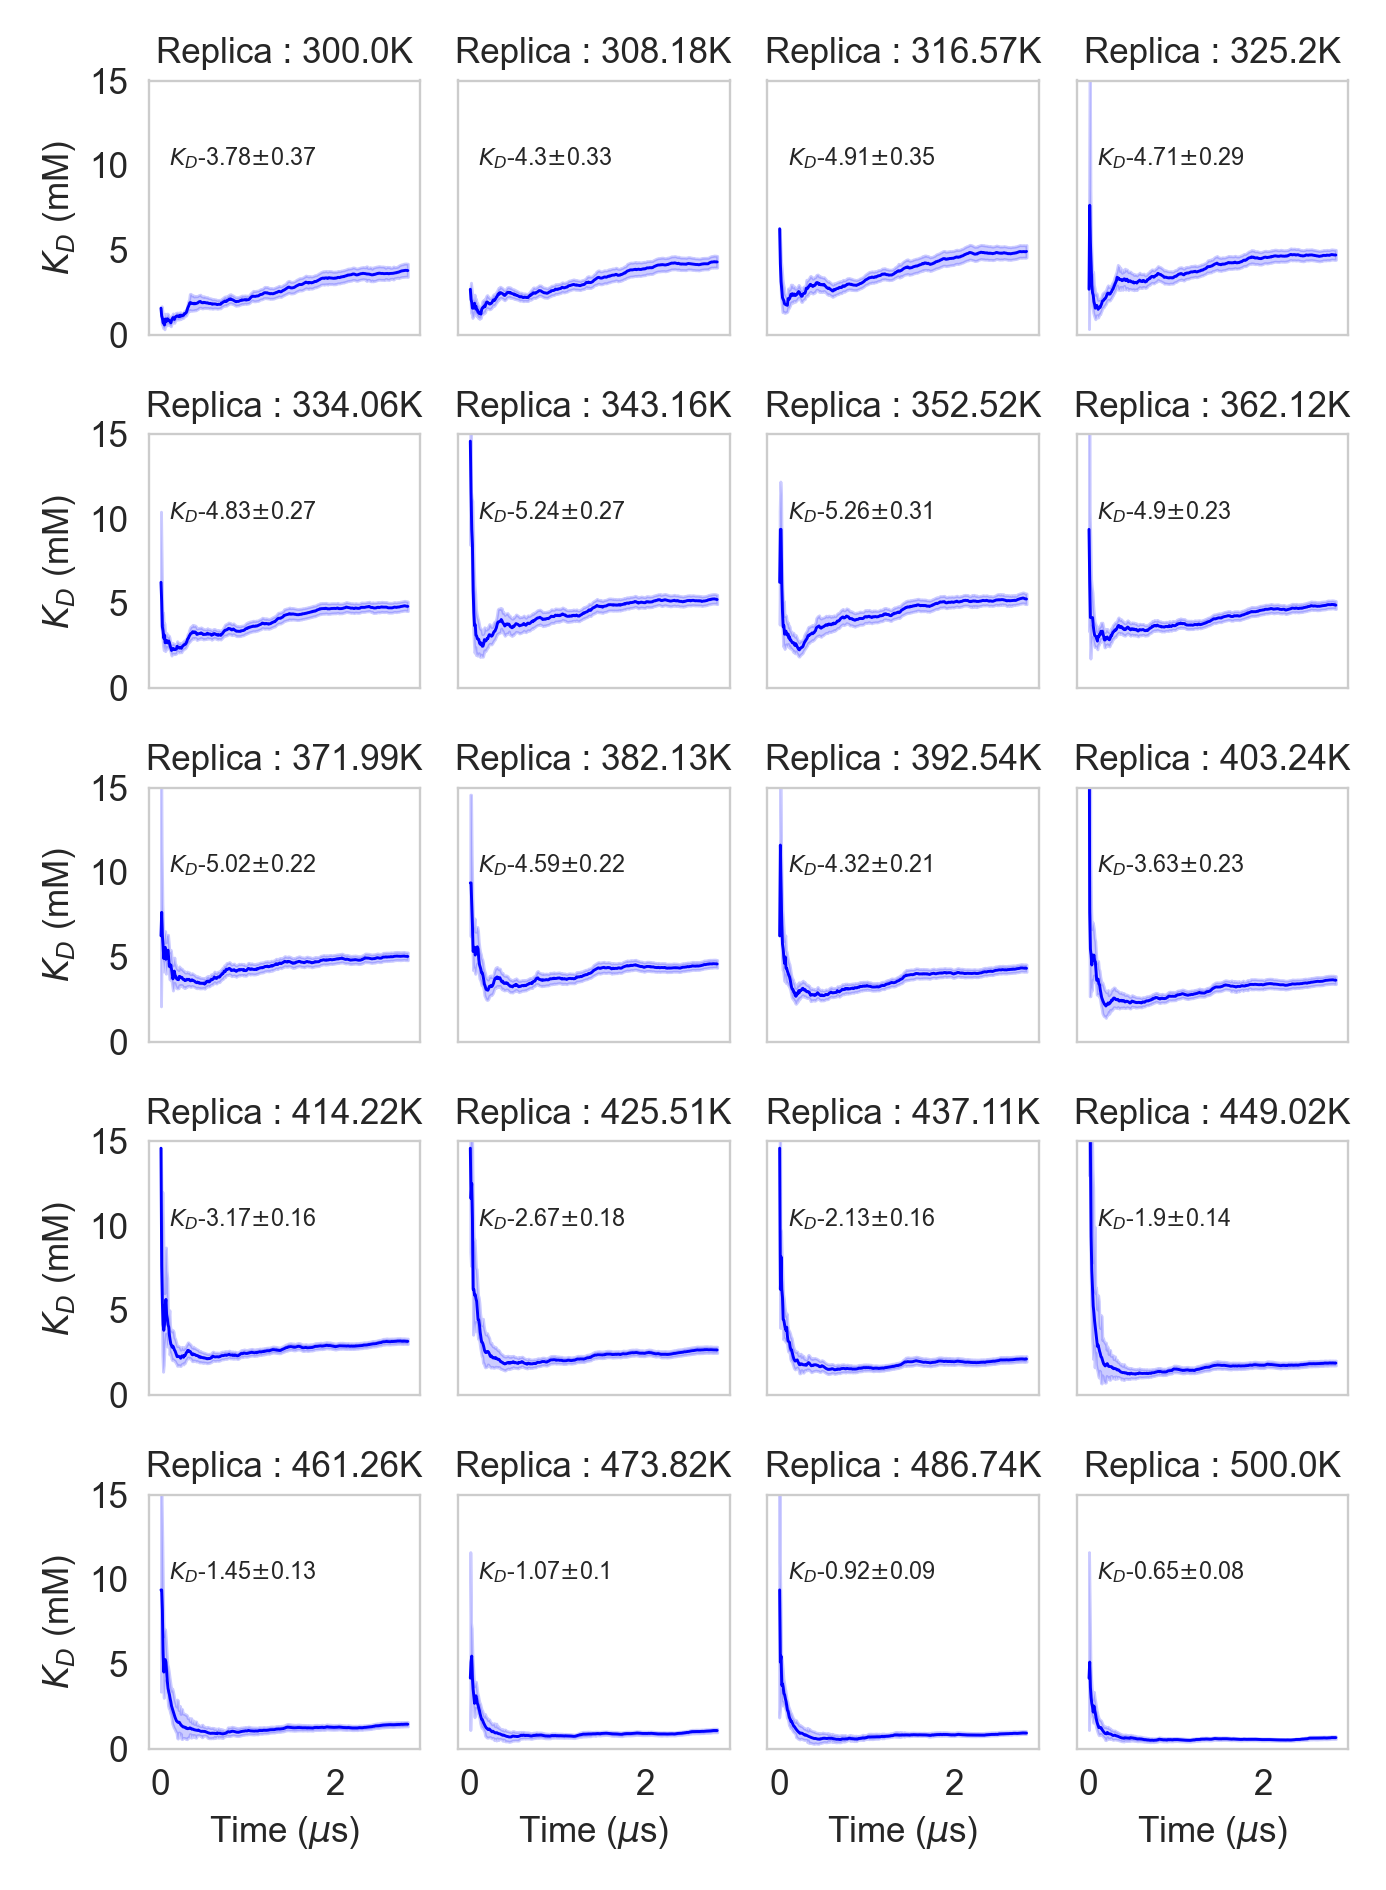 Replica : 300.0K Replica : 308.18K Replica : 316.57K Replica : 325.2K
15
K_D-3.78±0.37 K_D-4.3±0.33 K_D-4.91±0.35 K_D-4.71±0.29
10
K_D (mM)
5
0
Replica : 334.06K Replica : 343.16K Replica : 352.52K Replica : 362.12K
15
K_D-4.83±0.27 K_D-5.24±0.27 K_D-5.26±0.31 K_D-4.9±0.23
10
K_D (mM)
5
0
Replica : 371.99K Replica : 382.13K Replica : 392.54K Replica : 403.24K
15
K_D-5.02±0.22 K_D-4.59±0.22 K_D-4.32±0.21 K_D-3.63±0.23
10
K_D (mM)
5
0
Replica : 414.22K Replica : 425.51K Replica : 437.11K Replica : 449.02K
15
K_D-3.17±0.16 K_D-2.67±0.18 K_D-2.13±0.16 K_D-1.9±0.14
10
K_D (mM)
5
0
Replica : 461.26K Replica : 473.82K Replica : 486.74K Replica : 500.0K
15
K_D-1.45±0.13 K_D-1.07±0.1 K_D-0.92±0.09 K_D-0.65±0.08
10
K_D (mM)
5
0
0 2 0 2 0 2 0 2
Time (μs) Time (μs) Time (μs) Time (μs)